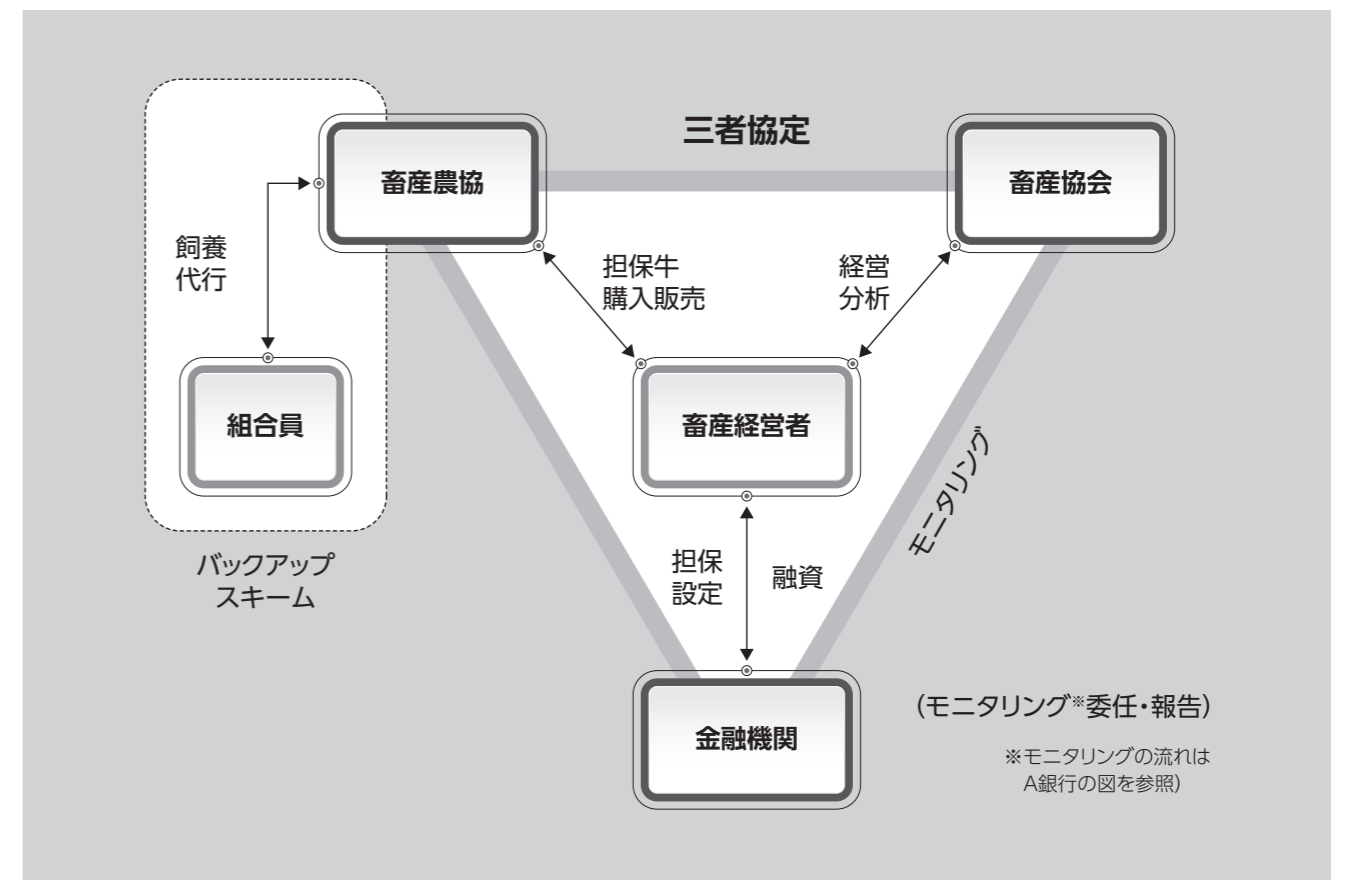 三者協定
畜産農協
畜産協会
飼養
代行
担保牛
購入販売
経営
分析
組合員
畜産経営者
モニタリング
バックアップ
スキーム
担保
設定
融資
金融機関
(モニタリング※委任・報告)
※モニタリングの流れは
A銀行の図を参照)